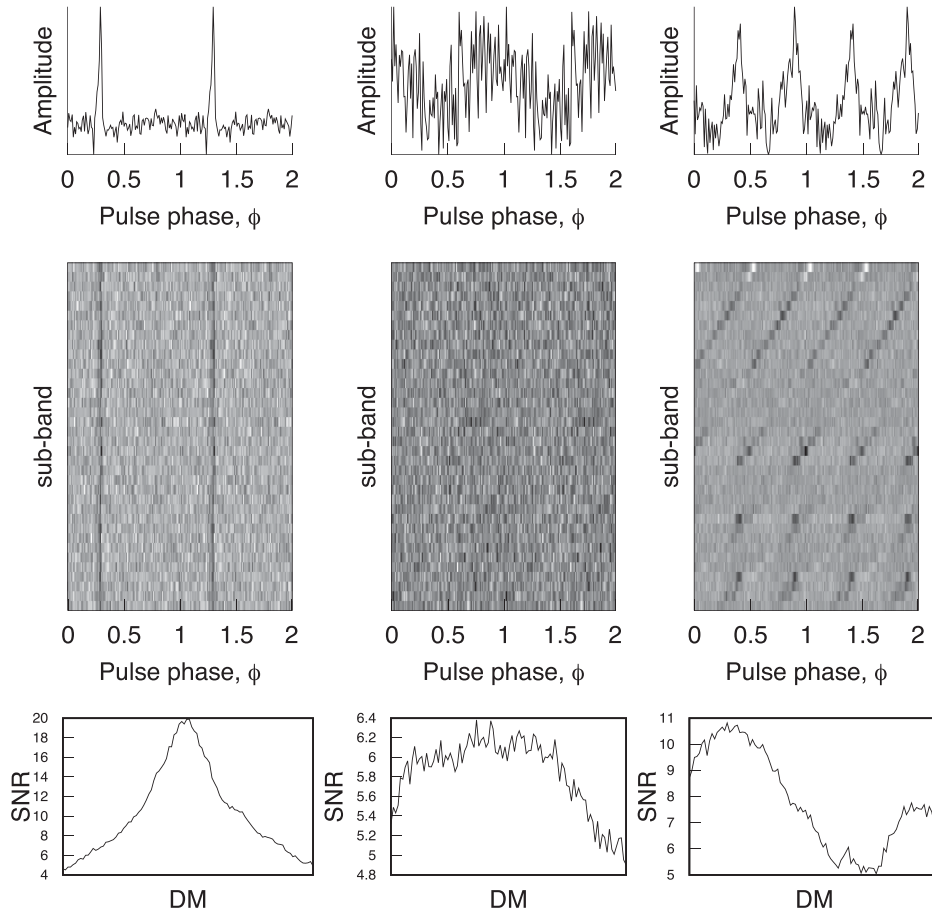 Amplitude
0 0.5 1 1.5 2
Pulse phase, ϕ
Amplitude
0 0.5 1 1.5 2
Pulse phase, ϕ
Amplitude
0 0.5 1 1.5 2
Pulse phase, ϕ
sub-band
0 0.5 1 1.5 2
Pulse phase, ϕ
sub-band
0 0.5 1 1.5 2
Pulse phase, ϕ
sub-band
0 0.5 1 1.5 2
Pulse phase, ϕ
SNR
20
18
16
14
12
10
8
6
4
DM
SNR
6.4
6.2
6
5.8
5.6
5.4
5.2
5
4.8
DM
SNR
11
10
9
8
7
6
5
DM